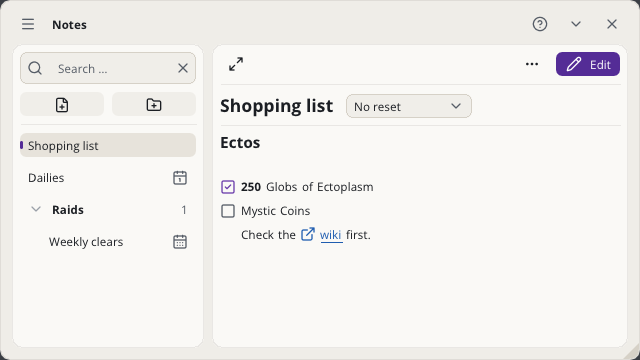 Notes
Search ...
Shopping list
Dailies
Raids 1
Weekly clears
Edit
Shopping list No reset
Ectos
250 Globs of Ectoplasm
Mystic Coins
Check the wiki first.